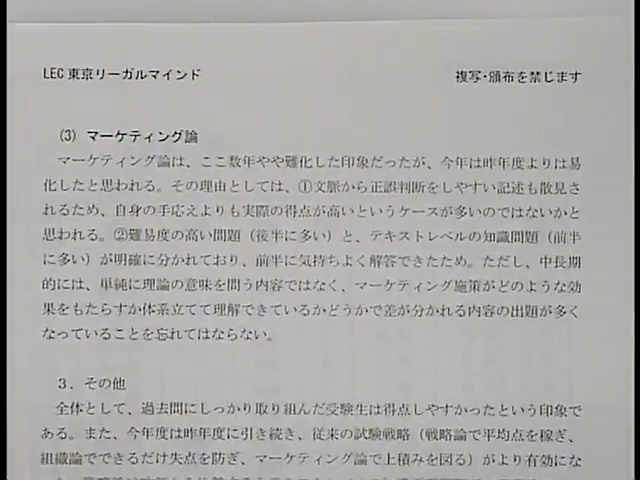 LEC東京リーガルマインド
複写・頒布を禁じます
(3) マーケティング論
マーケティング論は、ここ数年やや難化した印象だったが、今年は昨年度よりは易
化したと思われる。その理由としては、①文脈から正誤判断をしやすい記述も散見さ
れるため、自身の手応えよりも実際の得点が高いというケースが多いのではないかと
思われる。②難易度の高い問題（後半に多い）と、テキストレベルの知識問題（前半
に多い）が明確に分かれており、前半に気持ちよく解答できたため。ただし、中長期
的には、単純に理論の意味を問う内容ではなく、マーケティング施策がどのような効
果をもたらすか体系立てて理解できているかどうかで差が分かれる内容の出題が多く
なっていることを忘れてはならない。
3．その他
全体として、過去問にしっかり取り組んだ受験生は得点しやすかったという印象で
ある。また、今年度は昨年度に引き続き、従来の試験戦略（戦略論で平均点を稼ぎ、
組織論でできるだけ失点を防ぎ、マーケティング論で上積みを図る）がより有効にな